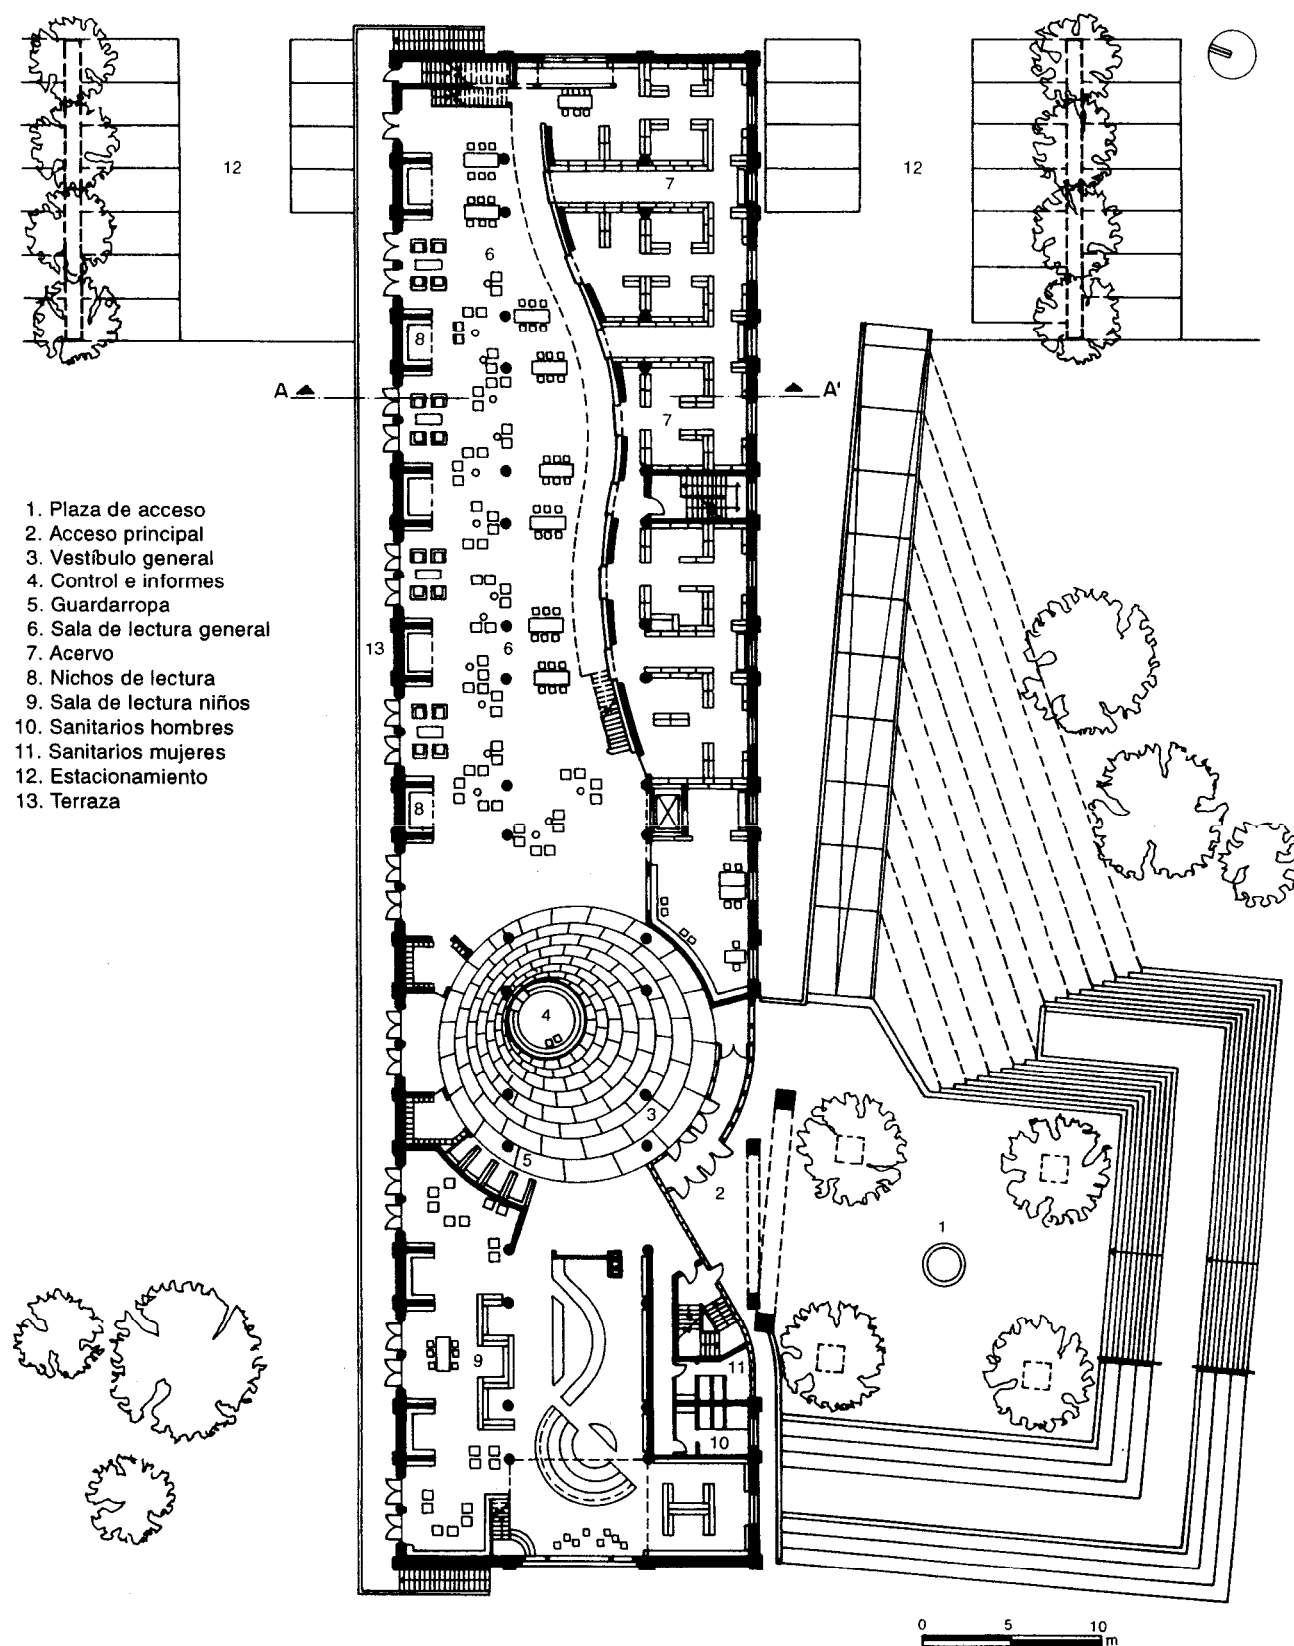 12
12
7
6
8
A
A'
7
1. Plaza de acceso
2. Acceso principal
3. Vestíbulo general
4. Control e informes
5. Guardarropa
6. Sala de lectura general
7. Acervo
8. Nichos de lectura
9. Sala de lectura niños
10. Sanitarios hombres
11. Sanitarios mujeres
12. Estacionamiento
13. Terraza
13
6
8
4
3
5
2
1
9
11
10
0 5 10
m